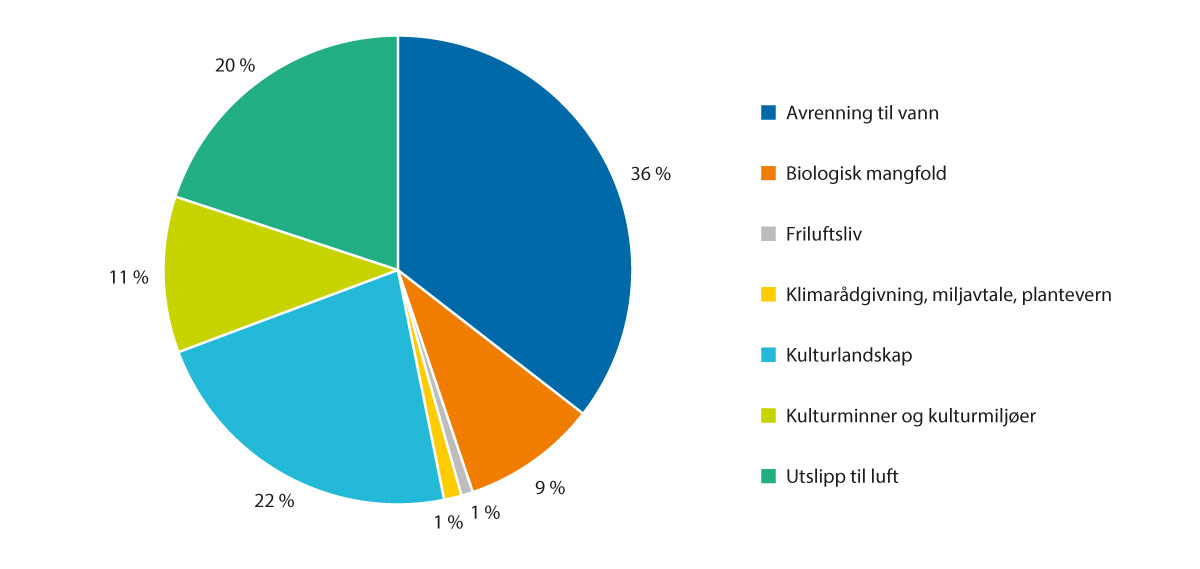 20 %
36 %
11 %
22 %
1 %
1 %
9 %
Avrenning til vann
Biologisk mangfold
Friluftsliv
Klimarådgivning, miljavtale, plantevern
Kulturlandskap
Kulturminner og kulturmiljøer
Utslipp til luft